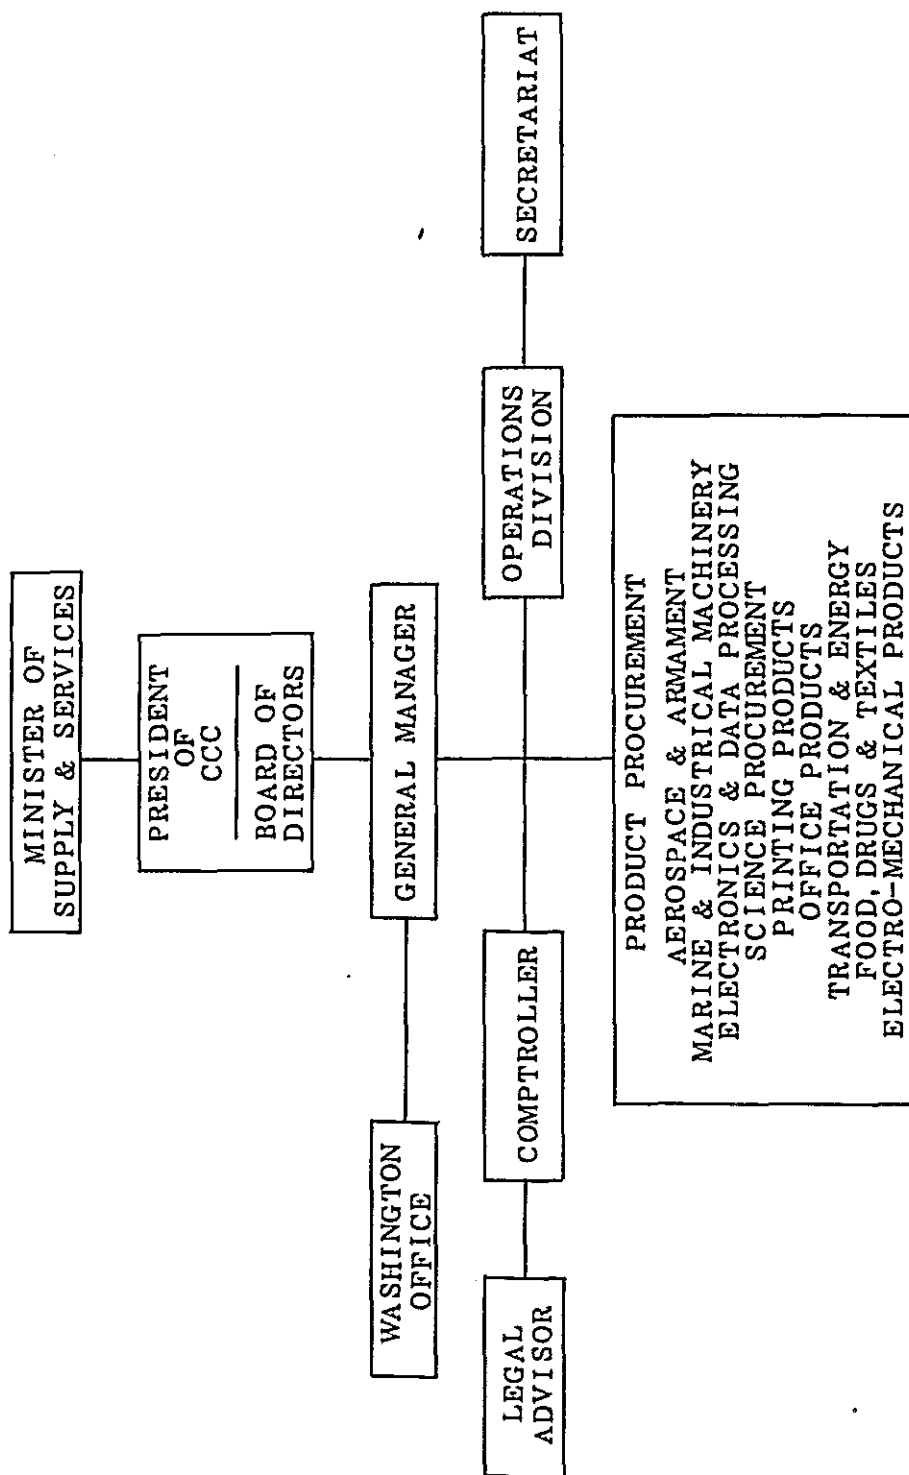 MINISTER OF
SUPPLY & SERVICES
PRESIDENT
OF
CCC
BOARD OF
DIRECTORS
GENERAL MANAGER
WASHINGTON
OFFICE
LEGAL
ADVISOR
COMPTROLLER
OPERATIONS
DIVISION
SECRETARIAT
PRODUCT PROCUREMENT
AEROSPACE & ARMAMENT
MARINE & INDUSTRIAL MACHINERY
ELECTRONICS & DATA PROCESSING
SCIENCE PROCUREMENT
PRINTING PRODUCTS
OFFICE PRODUCTS
TRANSPORTATION & ENERGY
FOOD, DRUGS & TEXTILES
ELECTRO-MECHANICAL PRODUCTS